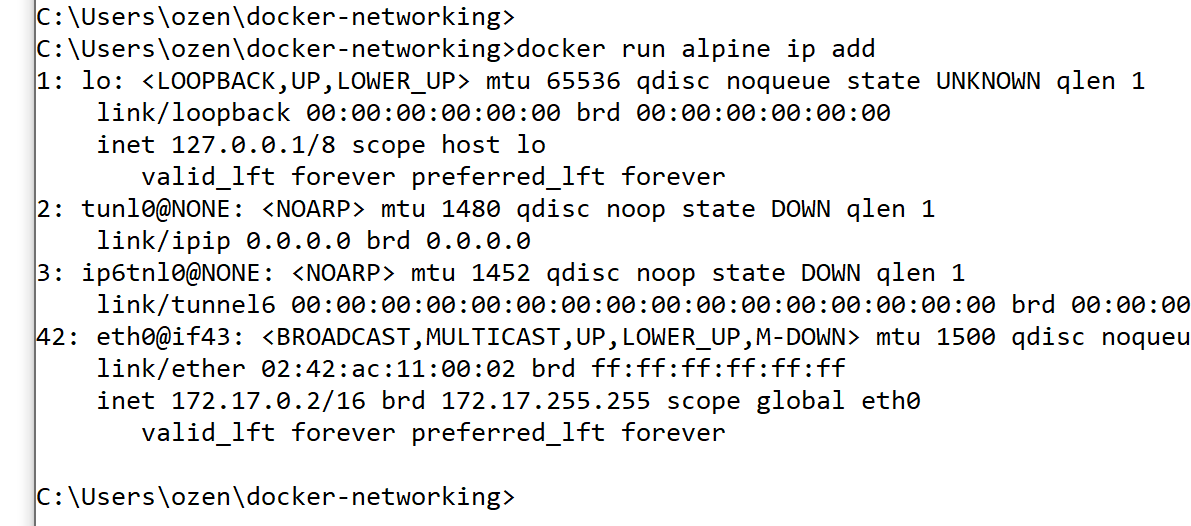 C:\Users\ozen\docker-networking>
C:\Users\ozen\docker-networking>docker run alpine ip add
1: lo: <LOOPBACK,UP,LOWER_UP> mtu 65536 qdisc noqueue state UNKNOWN qlen 1
    link/loopback 00:00:00:00:00:00 brd 00:00:00:00:00:00
    inet 127.0.0.1/8 scope host lo
       valid_lft forever preferred_lft forever
2: tunl0@NONE: <NOARP> mtu 1480 qdisc noop state DOWN qlen 1
    link/ipip 0.0.0.0 brd 0.0.0.0
3: ip6tnl0@NONE: <NOARP> mtu 1452 qdisc noop state DOWN qlen 1
    link/tunnel6 00:00:00:00:00:00:00:00:00:00:00:00:00:00:00:00 brd 00:00:00
42: eth0@if43: <BROADCAST,MULTICAST,UP,LOWER_UP,M-DOWN> mtu 1500 qdisc noqueu
    link/ether 02:42:ac:11:00:02 brd ff:ff:ff:ff:ff:ff
    inet 172.17.0.2/16 brd 172.17.255.255 scope global eth0
       valid_lft forever preferred_lft forever
C:\Users\ozen\docker-networking>